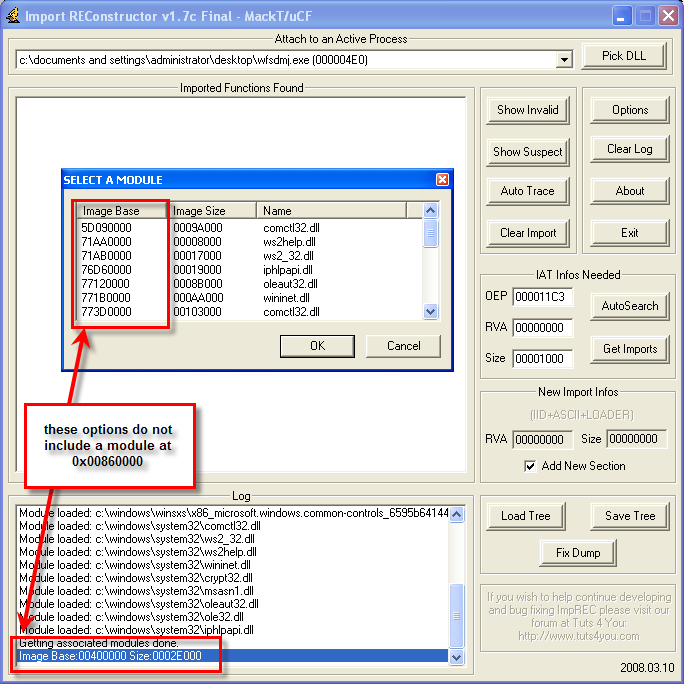 Import REConstructor v1.7c Final - MackT/uCF
Attach to an Active Process
c:\documents and settings\administrator\desktop\wfsdmj.exe (000004E0)
Pick DLL
Imported Functions Found
Show Invalid
Options
Show Suspect
Clear Log
Auto Trace
About
Clear Import
Exit
SELECT A MODULE
Image Base Image Size Name
5D090000 0009A000 comctl32.dll
71AA0000 00008000 ws2help.dll
71AB0000 00017000 ws2_32.dll
76D60000 00019000 iphlpapi.dll
77120000 0008B000 oleaut32.dll
771B0000 000AA000 wininet.dll
773D0000 00103000 comctl32.dll
OK
Cancel
IAT Infos Needed
OEP 000011C3
AutoSearch
RVA 00000000
Size 00001000
Get Imports
New Import Infos
(IID+ASCII+LOADER)
RVA 00000000 Size 00000000
Add New Section
these options do not
include a module at
0x00860000
Log
Module loaded: c:\windows\winsxs\x86_microsoft.windows.common-controls_6595b64144
Module loaded: c:\windows\system32\comctl32.dll
Module loaded: c:\windows\system32\ws2_32.dll
Module loaded: c:\windows\system32\ws2help.dll
Module loaded: c:\windows\system32\wininet.dll
Module loaded: c:\windows\system32\crypt32.dll
Module loaded: c:\windows\system32\msasn1.dll
Module loaded: c:\windows\system32\oleaut32.dll
Module loaded: c:\windows\system32\ole32.dll
Module loaded: c:\windows\system32\iphlpapi.dll
Getting associated modules done.
Image Base:00400000 Size:0002E000
Load Tree
Save Tree
Fix Dump
If you wish to help continue developing
and bug fixing ImpREC please visit our
forum at Tuts 4 You:
http://www.tuts4you.com
2008.03.10